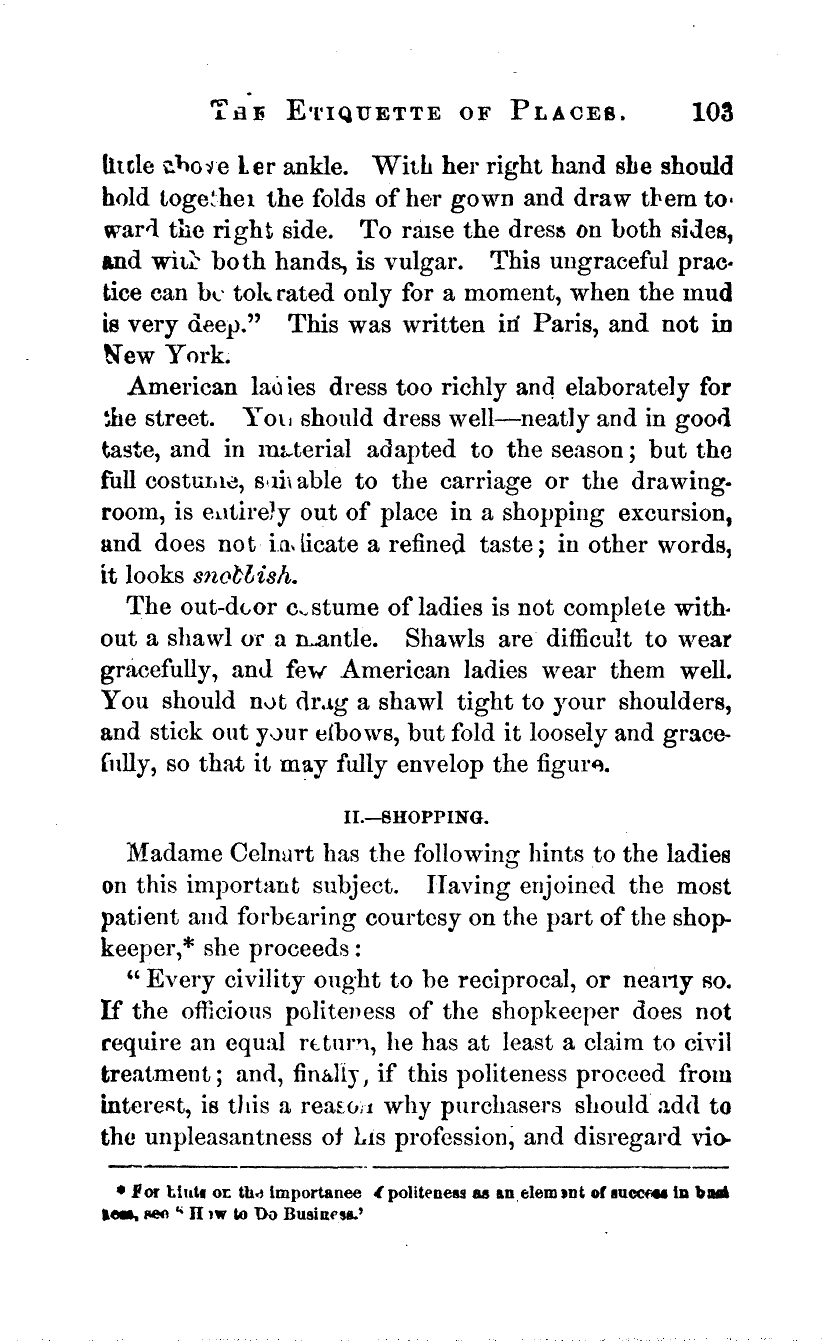 THE ETIQUETTE OF PLACES. 103
little above her ankle. With her right hand she should
hold together the folds of her gown and draw them to-
ward the right side. To raise the dress on both sides,
and with both hands, is vulgar. This ungraceful prac-
tice can be tolerated only for a moment, when the mud
is very deep.” This was written in Paris, and not in
New York.
American ladies dress too richly and elaborately for
the street. You should dress well—neatly and in good
taste, and in material adapted to the season; but the
full costume, suitable to the carriage or the drawing-
room, is entirely out of place in a shopping excursion,
and does not indicate a refined taste; in other words,
it looks snobbish.
The out-door costume of ladies is not complete with-
out a shawl or a mantle. Shawls are difficult to wear
gracefully, and few American ladies wear them well.
You should not drag a shawl tight to your shoulders,
and stick out your elbows, but fold it loosely and grace-
fully, so that it may fully envelop the figure.
II.—SHOPPING.
Madame Celnart has the following hints to the ladies
on this important subject. Having enjoined the most
patient and forbearing courtesy on the part of the shop-
keeper,* she proceeds:
“Every civility ought to be reciprocal, or nearly so.
If the officious politeness of the shopkeeper does not
require an equal return, he has at least a claim to civil
treatment; and, finally, if this politeness proceed from
interest, is this a reason why purchasers should add to
the unpleasantness of his profession, and disregard vio-
* For hints on the importance of politeness as an element of success in busi
ness, see “How to Do Business.’